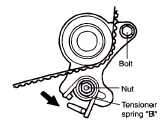 Bolt
Nut
Tensioner
spring "B"